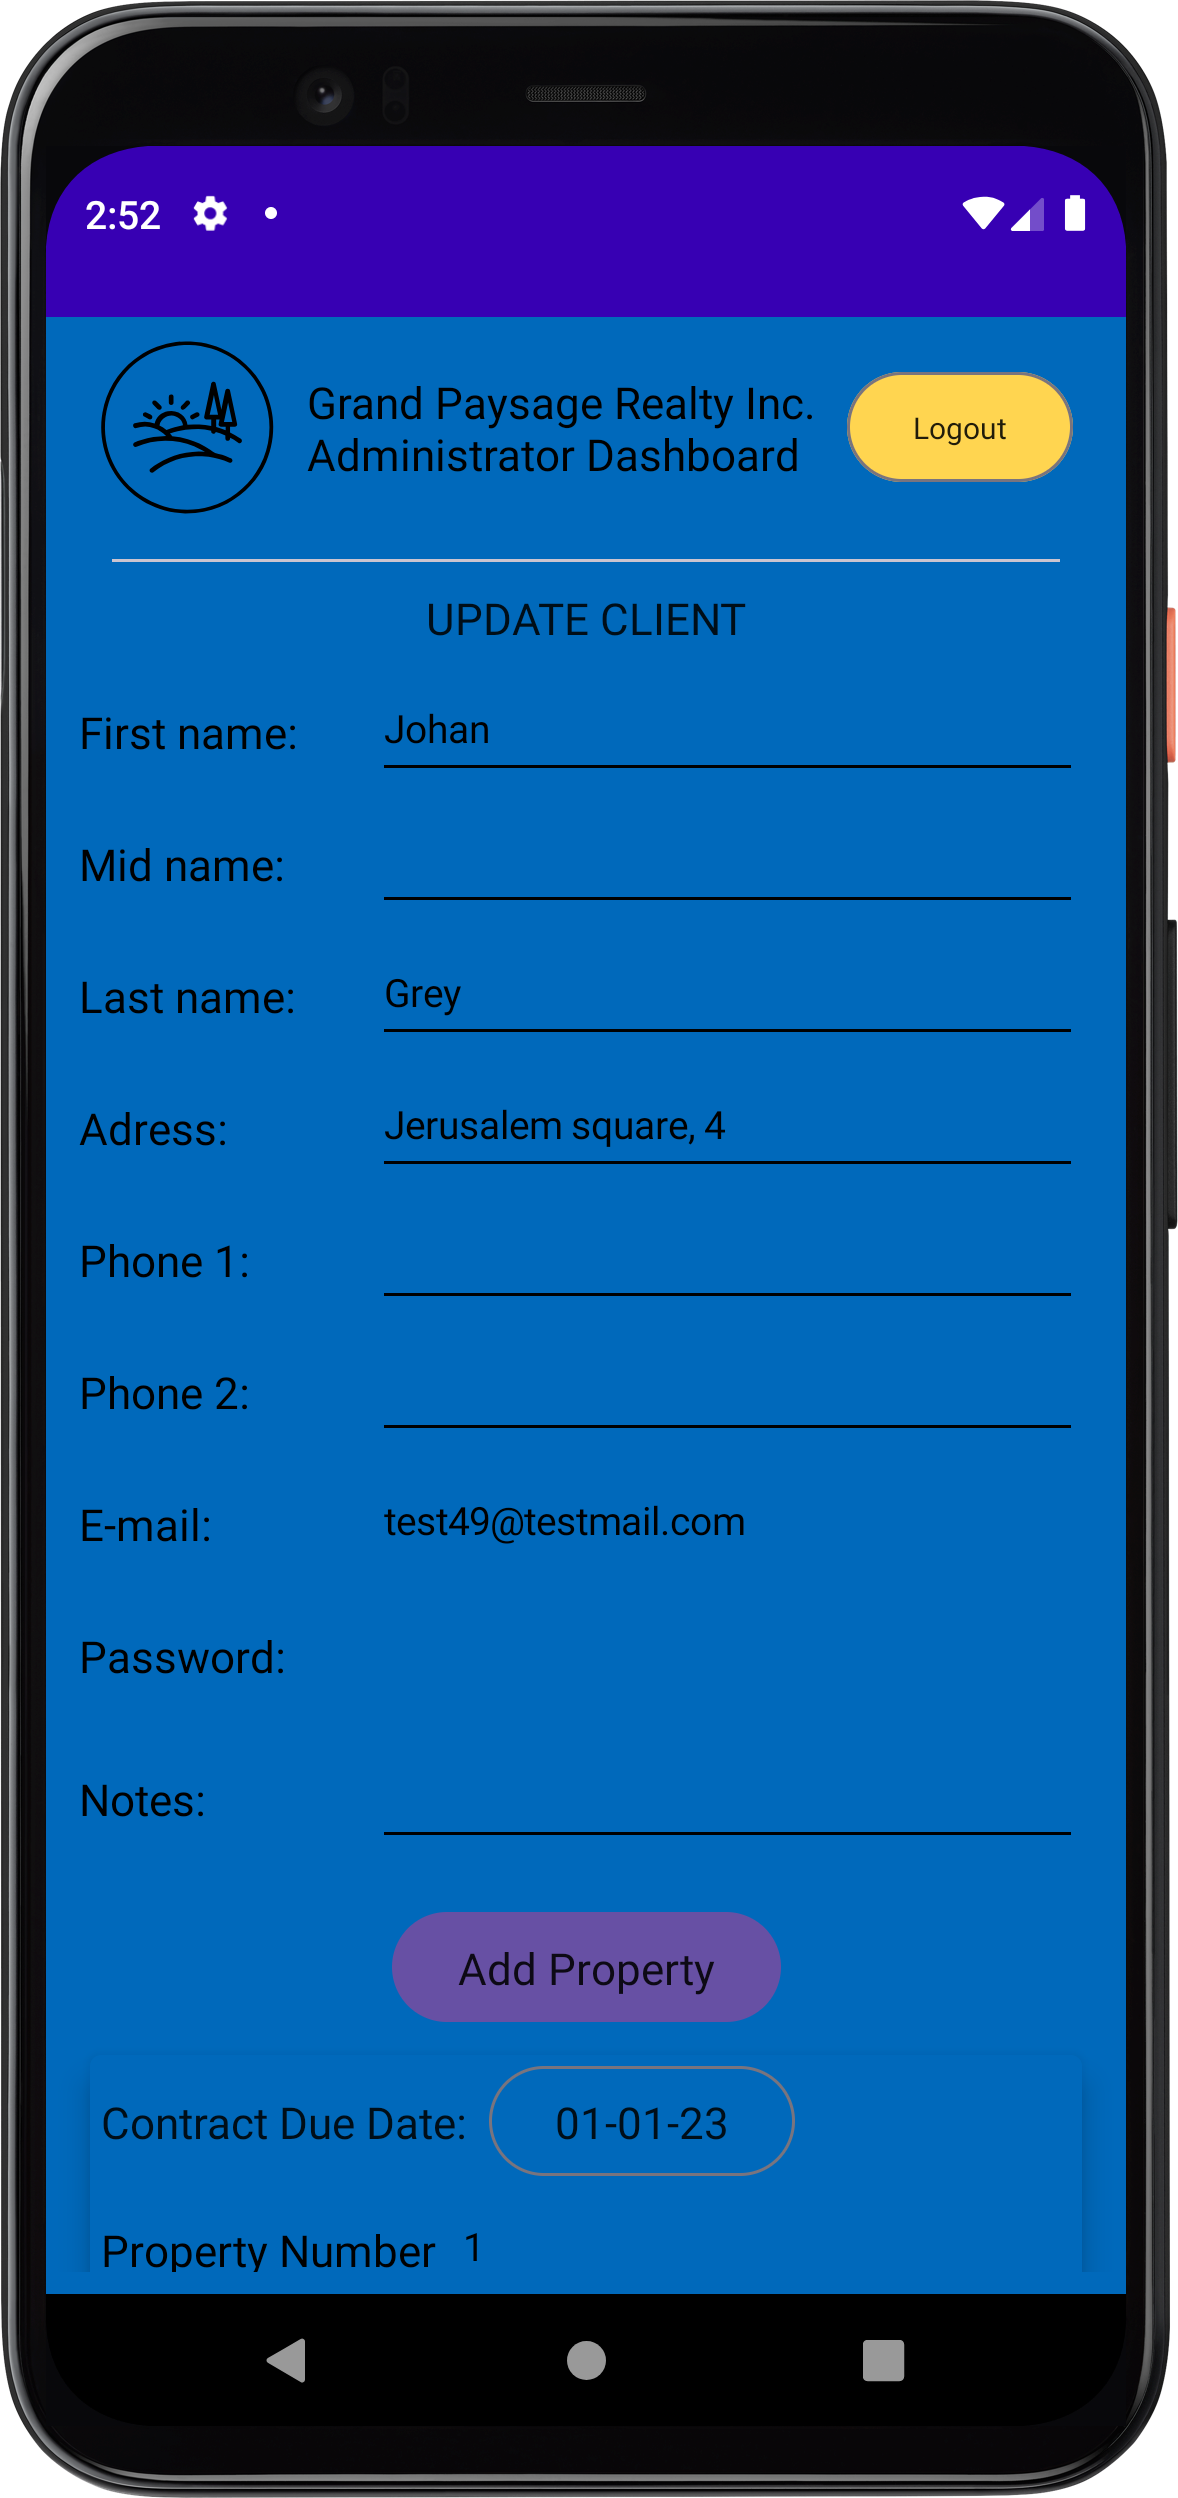 2:52
Grand Paysage Realty Inc.
Administrator Dashboard
Logout
UPDATE CLIENT
First name: Johan
Mid name:
Last name: Grey
Adress: Jerusalem square, 4
Phone 1:
Phone 2:
E-mail: test49@testmail.com
Password:
Notes:
Add Property
Contract Due Date: 01-01-23
Property Number 1